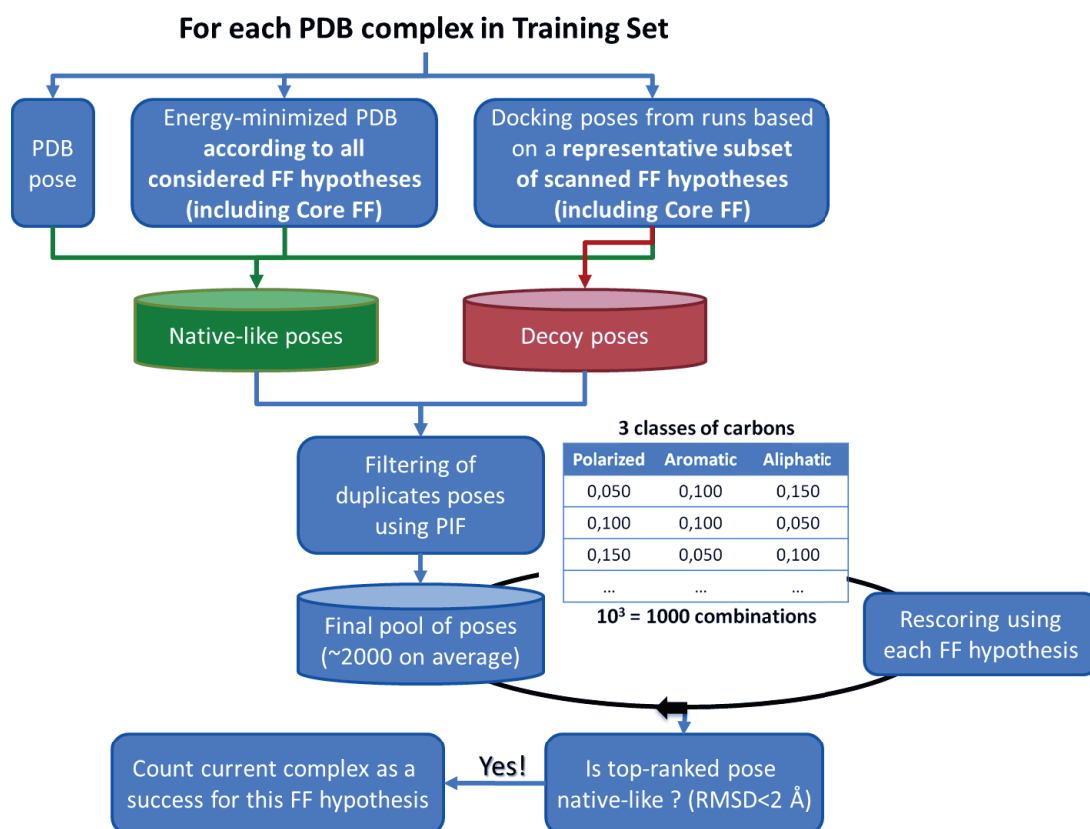 For each PDB complex in Training Set
PDB
pose
Energy-minimized PDB
according to all
considered FF hypotheses
(including Core FF)
Docking poses from runs based
on a representative subset
of scanned FF hypotheses
(including Core FF)
Native-like poses
Decoy poses
Filtering of
duplicates poses
using PIF
3 classes of carbons
Polarized Aromatic Aliphatic
0,050 0,100 0,150
0,100 0,100 0,050
0,150 0,050 0,100
... ... ...
10³ = 1000 combinations
Final pool of poses
(~2000 on average)
Rescoring using
each FF hypothesis
Is top-ranked pose
native-like ? (RMSD<2 Å)
Yes!
Count current complex as a
success for this FF hypothesis